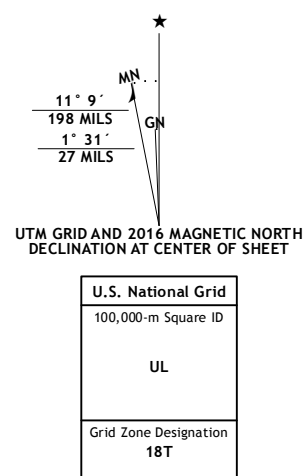 ★
MN
GN
11° 9´
198 MILS
1° 31´
27 MILS
UTM GRID AND 2016 MAGNETIC NORTH
DECLINATION AT CENTER OF SHEET
U.S. National Grid
100,000-m Square ID
UL
Grid Zone Designation
18T